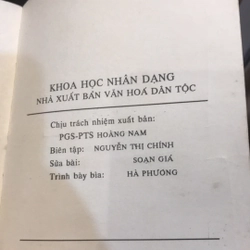 KHOA HỌC NHÂN DẠNG
NHÀ XUẤT BẢN VĂN HOÁ DÂN TỘC
Chịu trách nhiệm xuất bản:
PGS-PTS HOÀNG NAM
Biên tập: NGUYỄN THỊ CHÍNH
Sửa bài: SOẠN GIẢ
Trình bày bìa: HÀ PHƯƠNG